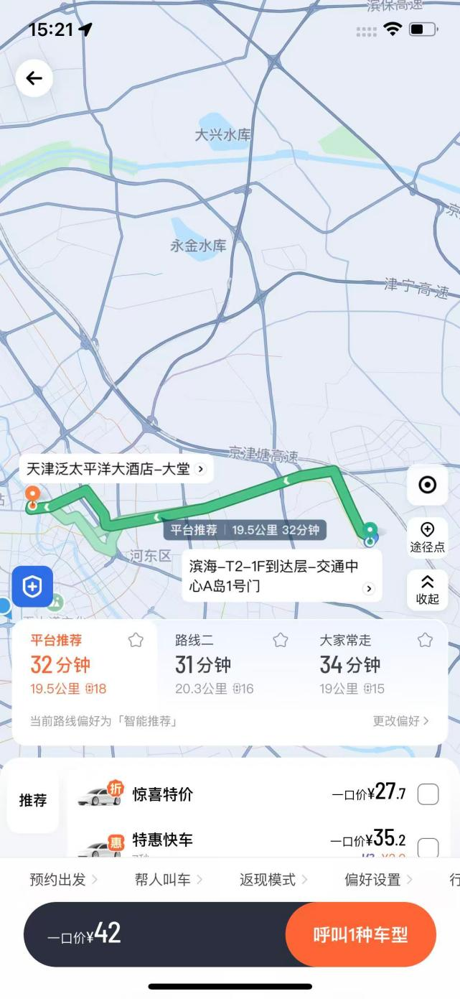 滨保高速
15:21
大兴水库
永金水库
津宁高速
京津塘高速
天津泛太平洋大酒店-大堂
平台推荐 19.5公里 32分钟
河东区
滨海-T2-1F到达层-交通中
心A岛1号门
途径点
收起
平台推荐
32分钟
19.5公里 18
路线二
31分钟
20.3公里 16
大家常走
34分钟
19公里 15
当前路线偏好为「智能推荐」
更改偏好
推荐
折
惊喜特价
一口价¥27.7
惠
特惠快车
一口价¥35.2
预约出发
帮人叫车
返现模式
偏好设置
行
一口价¥42
呼叫1种车型